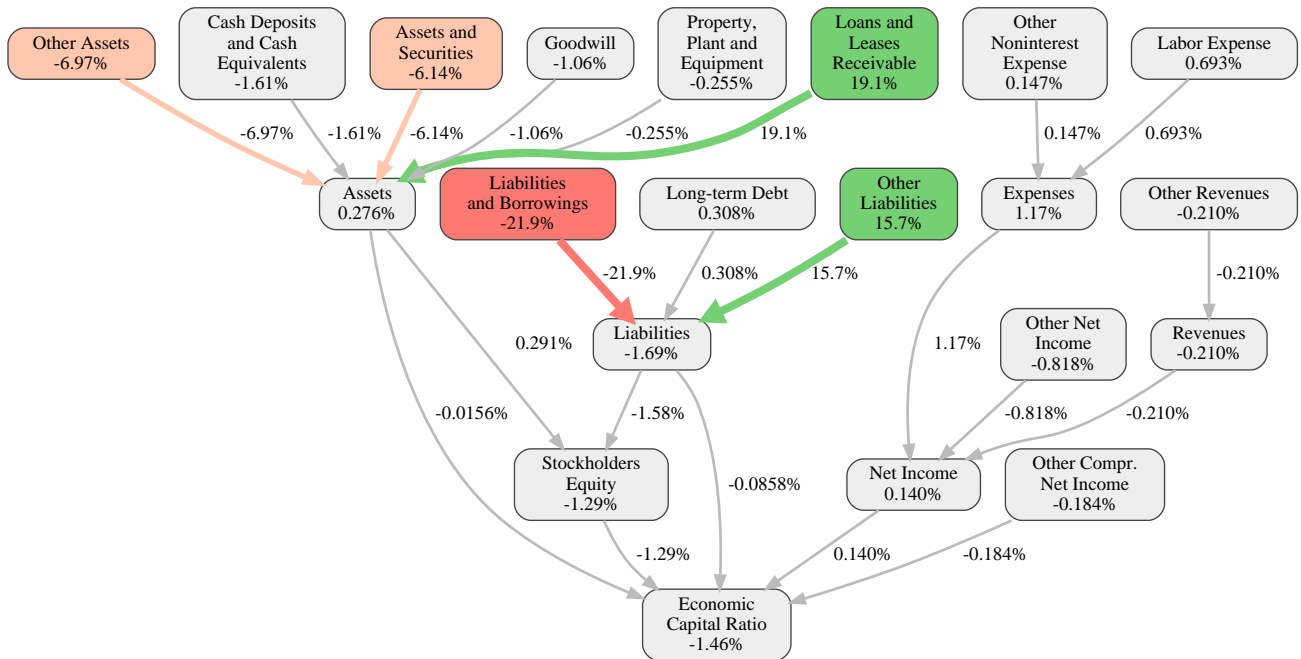 Other Assets
-6.97%
Cash Deposits
and Cash
Equivalents
-1.61%
Assets and
Securities
-6.14%
Goodwill
-1.06%
Property,
Plant and
Equipment
-0.255%
Loans and
Leases
Receivable
19.1%
Other
Noninterest
Expense
0.147%
Labor Expense
0.693%
-6.97%
-1.61%
-6.14%
-1.06%
-0.255%
19.1%
0.147%
0.693%
Assets
0.276%
Liabilities
and Borrowings
-21.9%
Long-term Debt
0.308%
Other
Liabilities
15.7%
Expenses
1.17%
Other Revenues
-0.210%
-21.9%
0.308%
15.7%
-0.210%
0.291%
Liabilities
-1.69%
1.17%
Other Net
Income
-0.818%
Revenues
-0.210%
-0.0156%
-1.58%
-0.818%
-0.210%
Stockholders
Equity
-1.29%
-0.0858%
Net Income
0.140%
Other Compr.
Net Income
-0.184%
-1.29%
0.140%
-0.184%
Economic
Capital Ratio
-1.46%